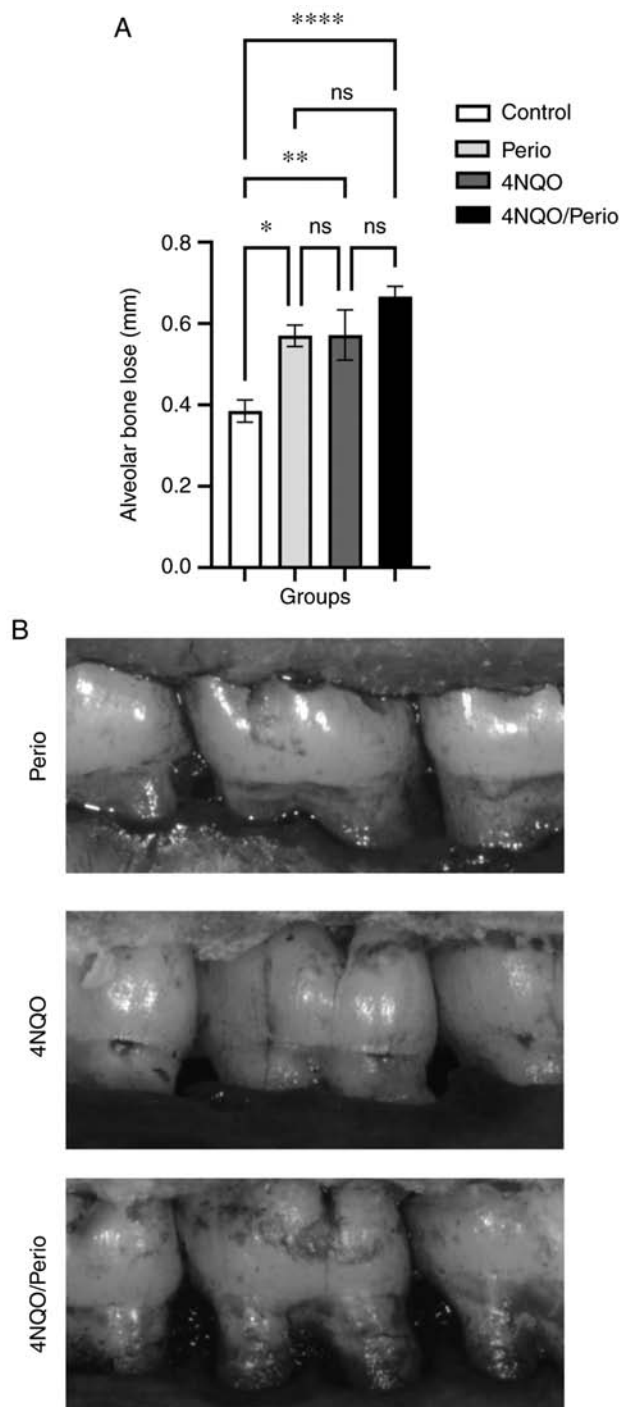 A
****
ns
**
*
ns
ns
Control
Perio
4NQO
4NQO/Perio
Alveolar bone lose (mm)
0.8
0.6
0.4
0.2
0.0
Groups
B
Perio
4NQO
4NQO/Perio